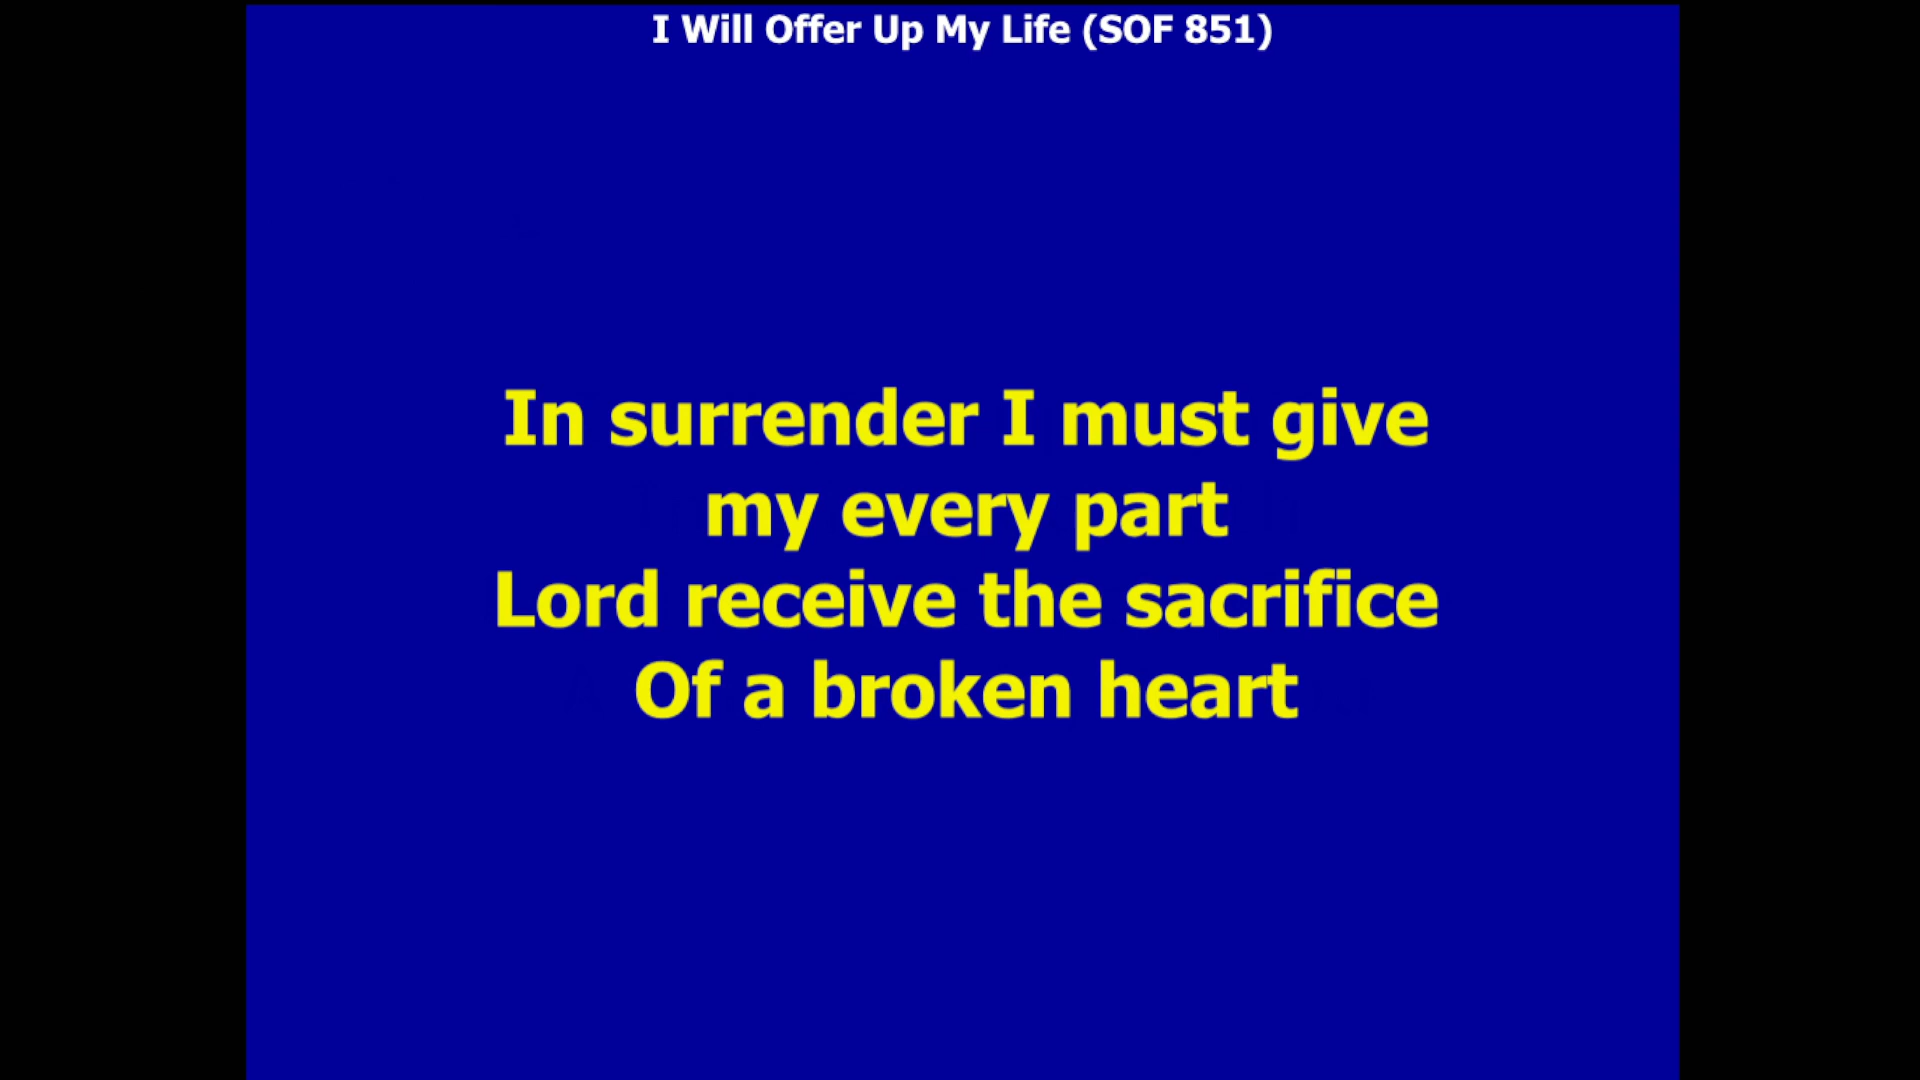 I Will Offer Up My Life (SOF 851)
In surrender I must give
my every part
Lord receive the sacrifice
Of a broken heart